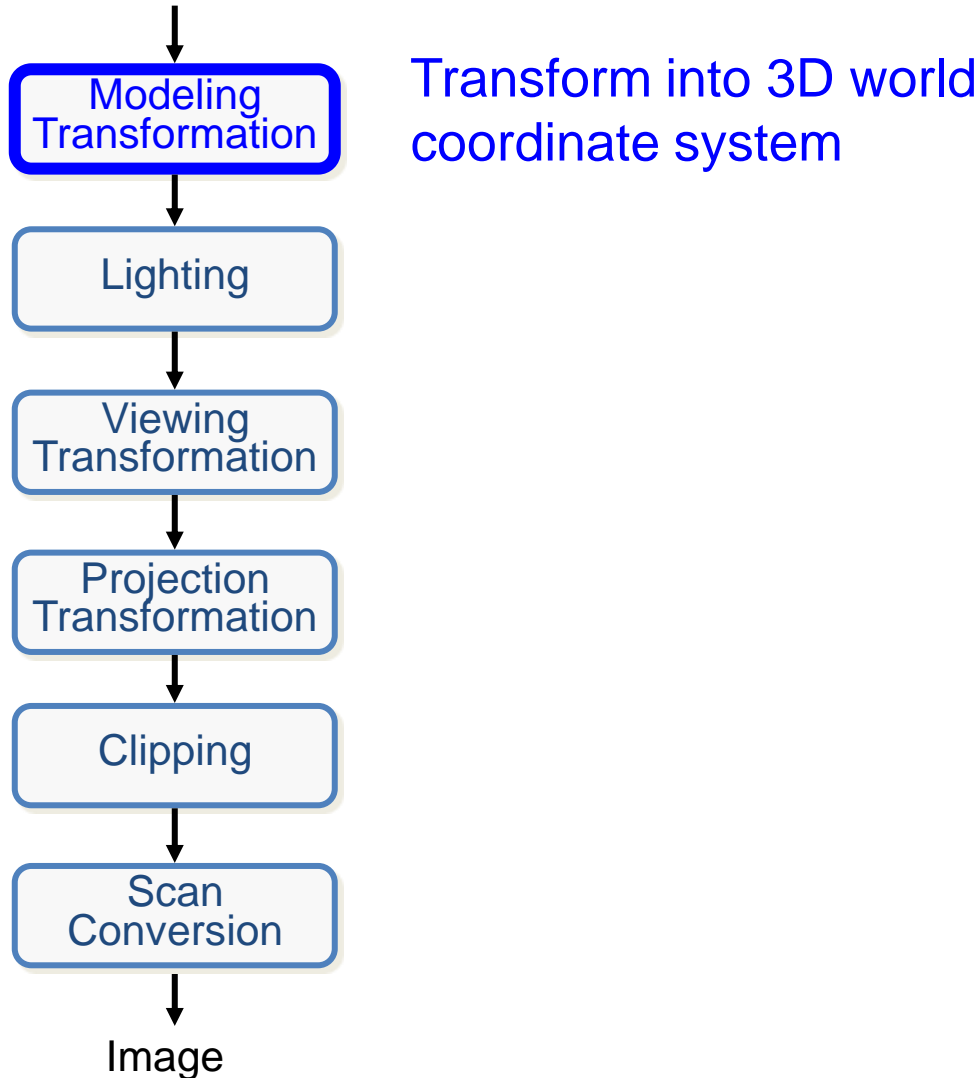 Modeling
Transformation
Transform into 3D world
coordinate system
Lighting
Viewing
Transformation
Projection
Transformation
Clipping
Scan
Conversion
Image